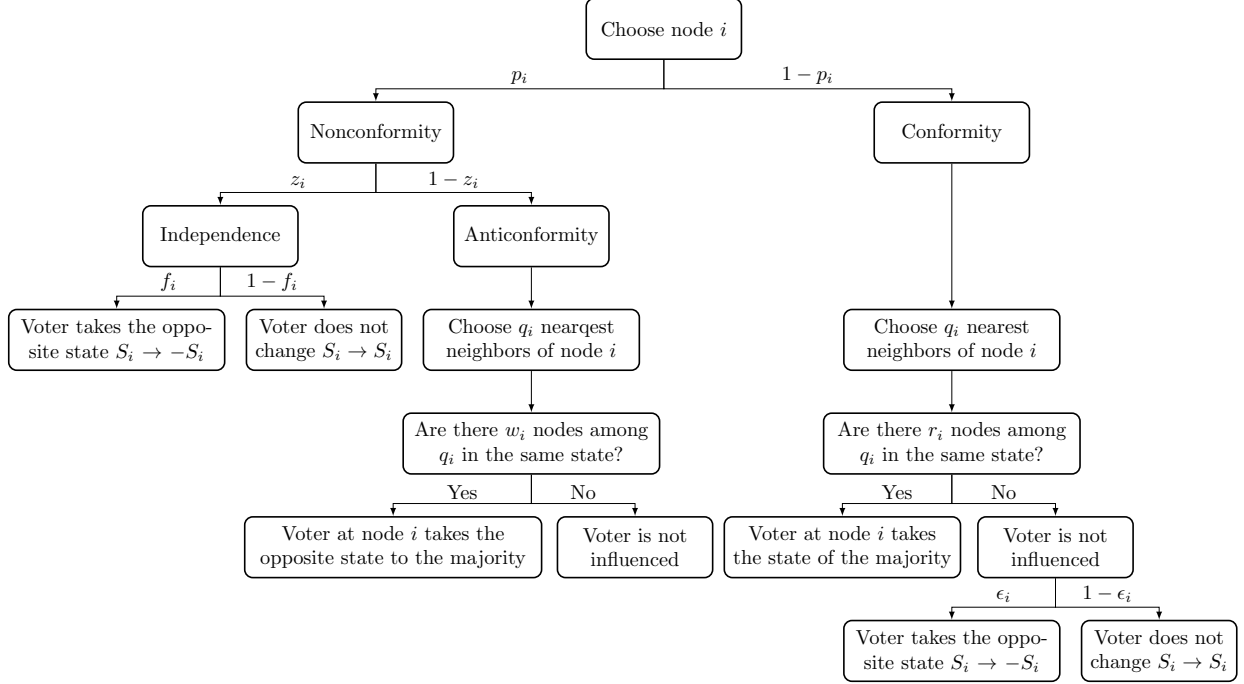 Choose node i
p_i
1 − p_i
Nonconformity
Conformity
z_i
1 − z_i
Independence
Anticonformity
f_i
1 − f_i
Voter takes the oppo-
site state S_i → −S_i
Voter does not
change S_i → S_i
Choose q_i nearqest
neighbors of node i
Choose q_i nearest
neighbors of node i
Are there w_i nodes among
q_i in the same state?
Are there r_i nodes among
q_i in the same state?
Yes
No
Yes
No
Voter at node i takes the
opposite state to the majority
Voter is not
influenced
Voter at node i takes
the state of the majority
Voter is not
influenced
ϵ_i
1 − ϵ_i
Voter takes the oppo-
site state S_i → −S_i
Voter does not
change S_i → S_i